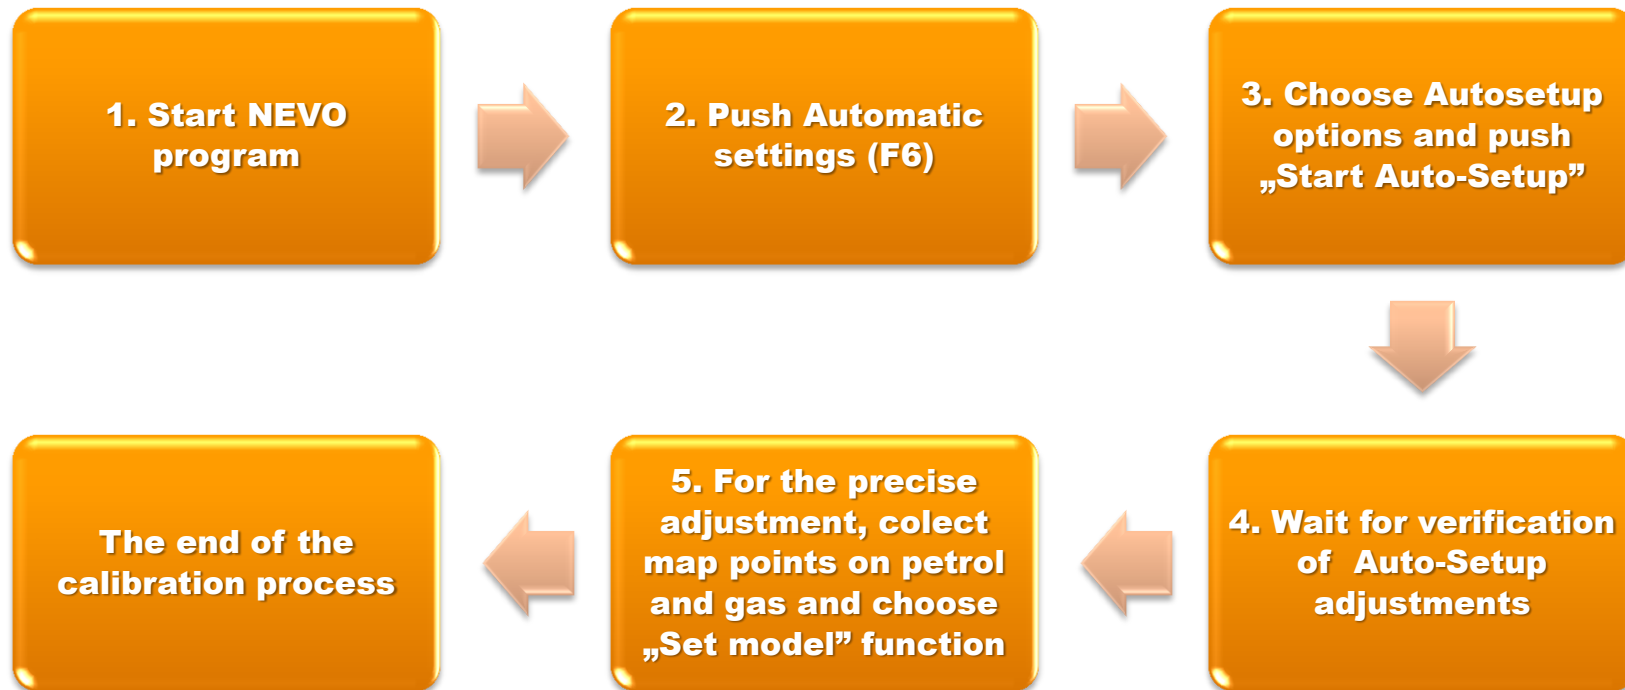 1. Start NEVO
program
2. Push Automatic
settings (F6)
3. Choose Autosetup
options and push
„Start Auto-Setup”
4. Wait for verification
of Auto-Setup
adjustments
5. For the precise
adjustment, colect
map points on petrol
and gas and choose
„Set model” function
The end of the
calibration process